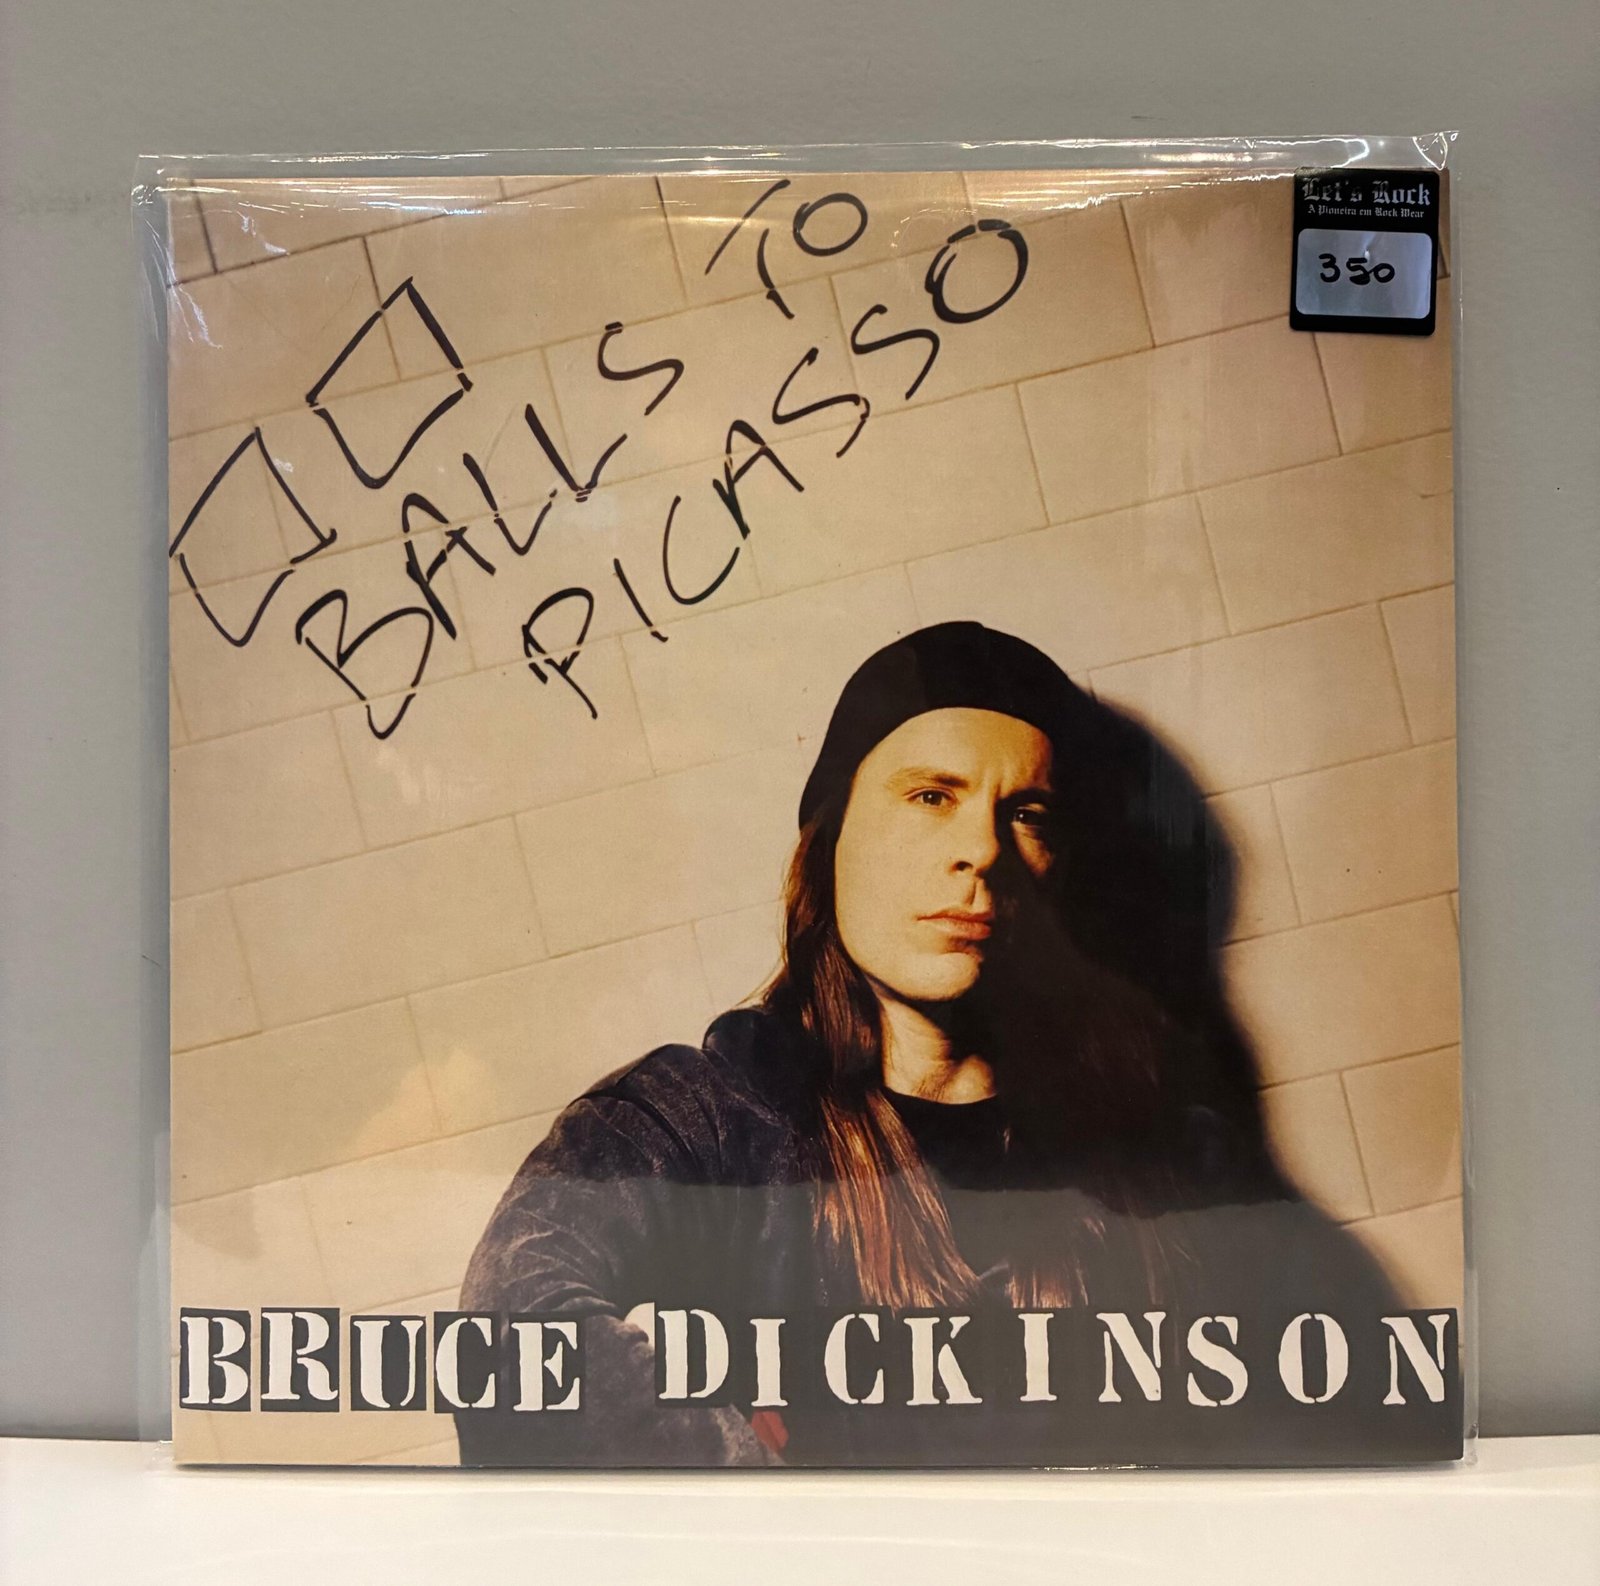 BALLS TO
PICASSO
Let's Rock
A Pioneira em Rock Wear
350
BRUCE DICKINSON